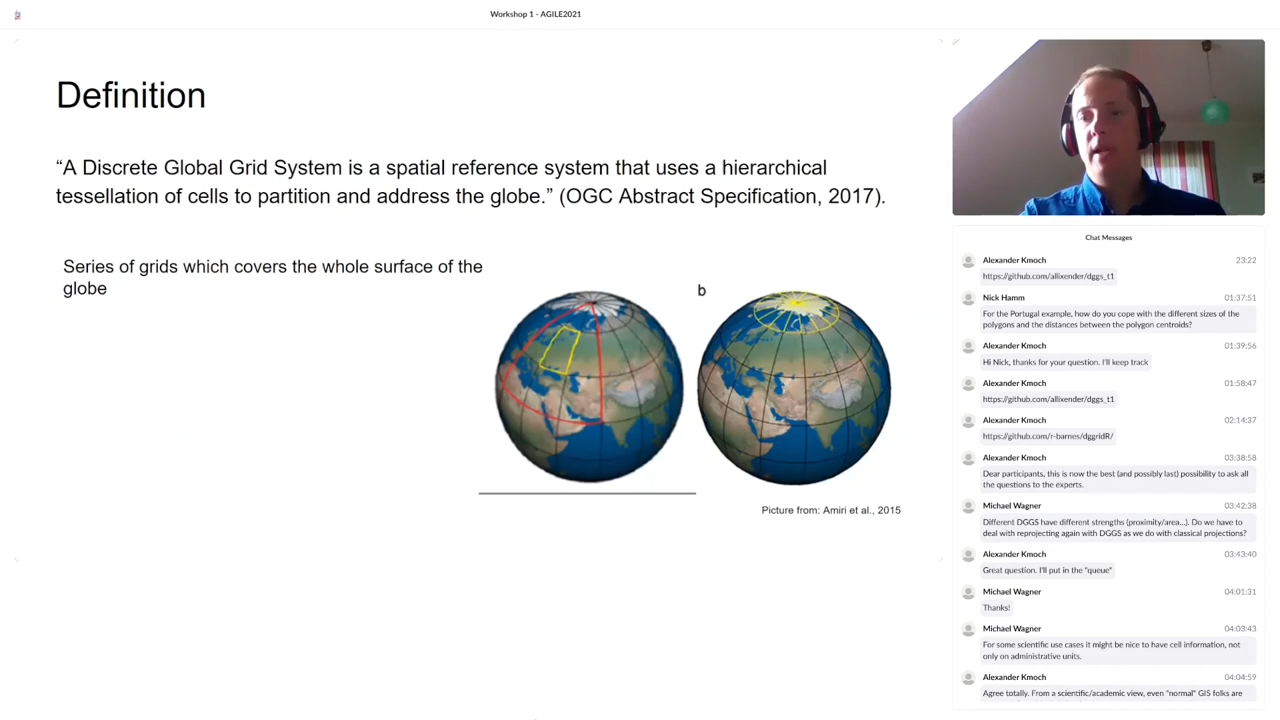 Workshop 1 - AGILE2021
Definition
“A Discrete Global Grid System is a spatial reference system that uses a hierarchical
tessellation of cells to partition and address the globe.” (OGC Abstract Specification, 2017).
Series of grids which covers the whole surface of the
globe
b
Picture from: Amiri et al., 2015
Chat Messages
Alexander Kmoch 23:22
https://github.com/allixender/dggs_t1
Nick Hamm 01:37:51
For the Portugal example, how do you cope with the different sizes of the
polygons and the distances between the polygon centroids?
Alexander Kmoch 01:39:56
Hi Nick, thanks for your question. I'll keep track
Alexander Kmoch 01:58:47
https://github.com/allixender/dggs_t1
Alexander Kmoch 02:14:37
https://github.com/r-barnes/dggridR/
Alexander Kmoch 03:38:58
Dear participants, this is now the best (and possibly last) possibility to ask all
the questions to the experts.
Michael Wagner 03:42:38
Different DGGS have different strengths (proximity/area...). Do we have to
deal with reprojecting again with DGGS as we do with classical projections?
Alexander Kmoch 03:43:40
Great question. I'll put in the "queue"
Michael Wagner 04:01:31
Thanks!
Michael Wagner 04:03:43
For some scientific use cases it might be nice to have cell information, not
only on administrative units.
Alexander Kmoch 04:04:59
Agree totally. From a scientific/academic view, even "normal" GIS folks are